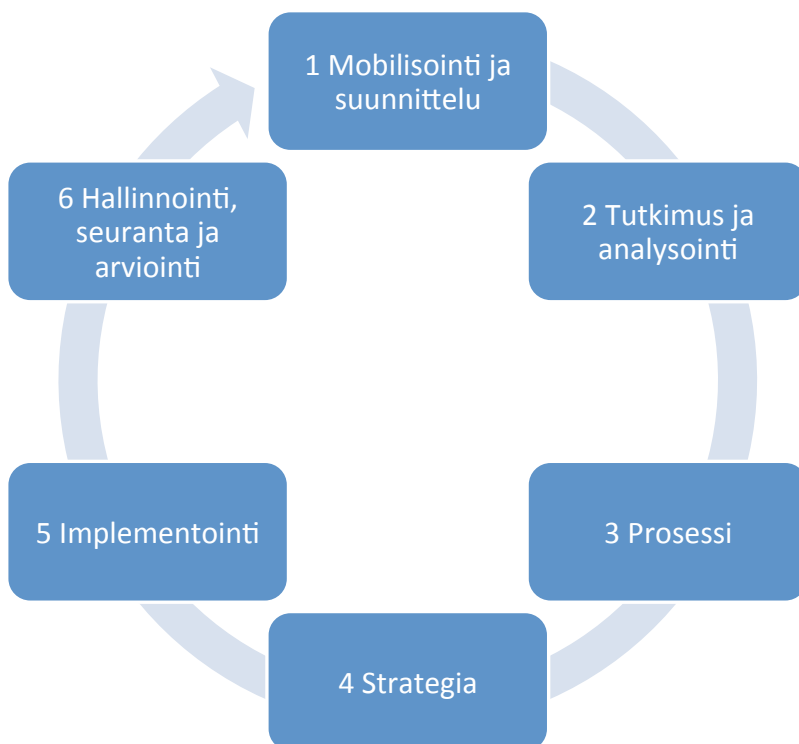 1 Mobilisointi ja
suunnittelu
2 Tutkimus ja
analysointi
3 Prosessi
4 Strategia
5 Implementointi
6 Hallinnointi,
seuranta ja
arviointi